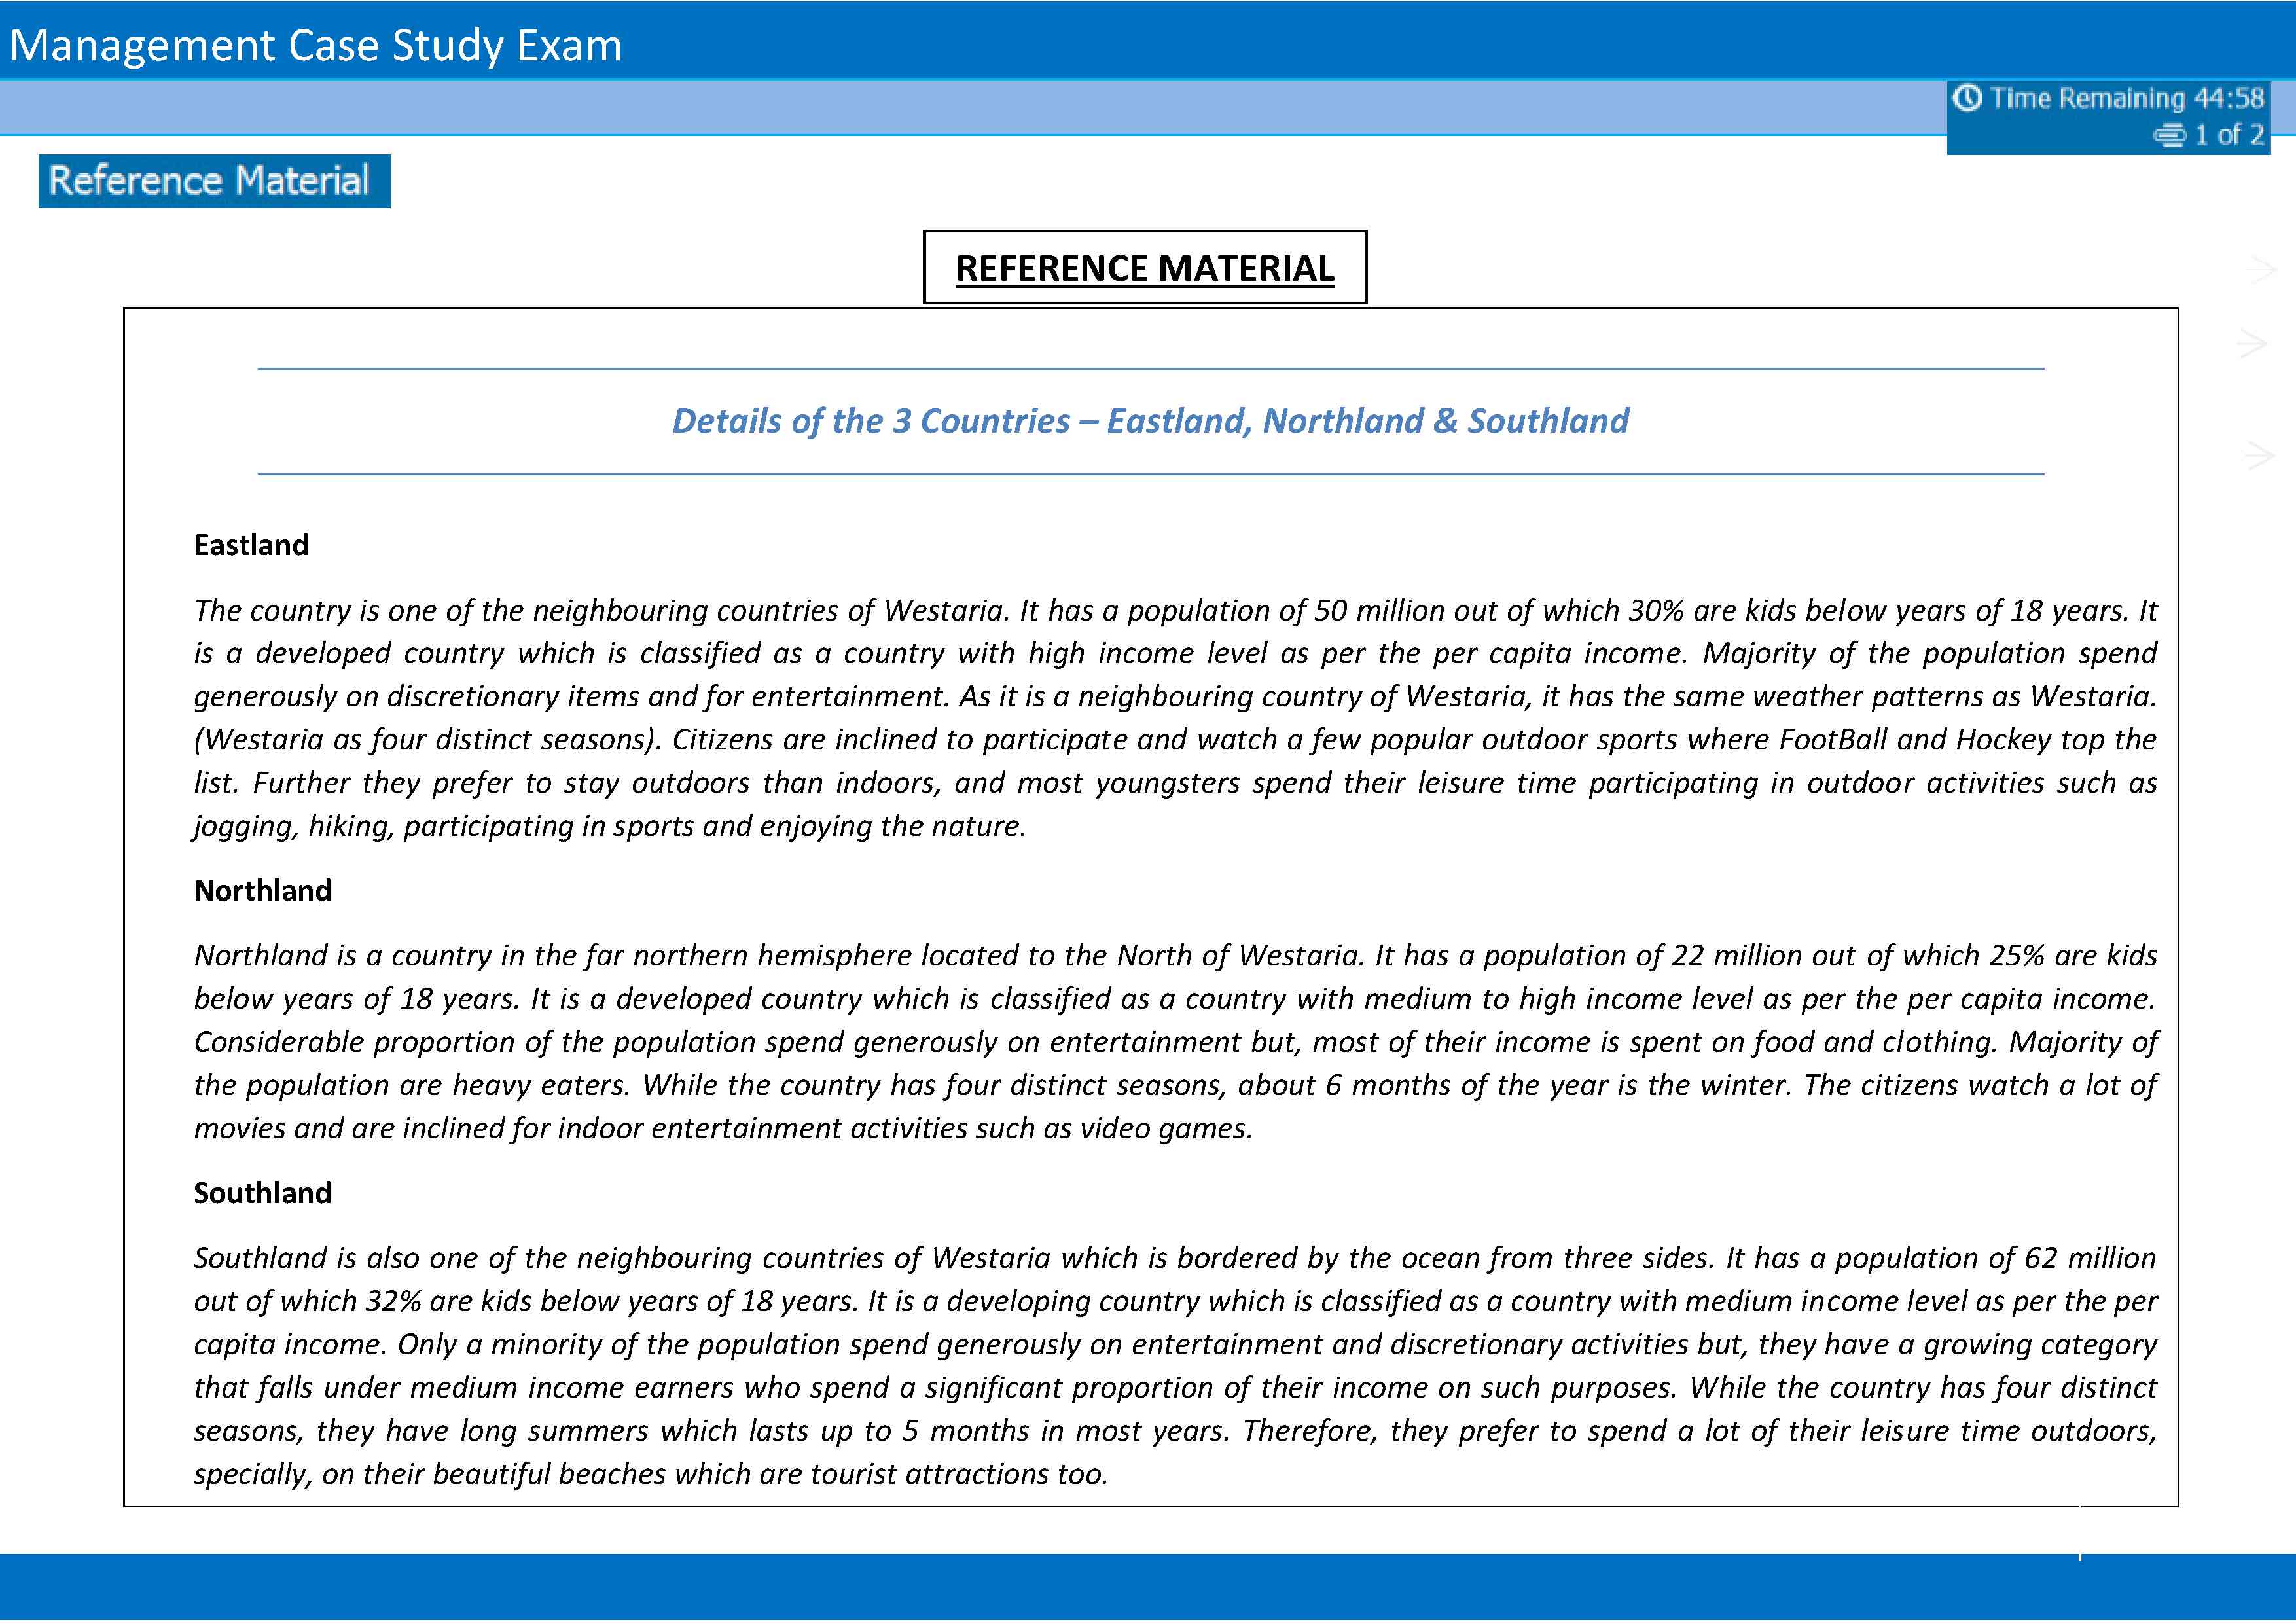 Management Case Study Exam
Time Remaining 44:58
1 of 2
Reference Material
REFERENCE MATERIAL
Details of the 3 Countries – Eastland, Northland & Southland
Eastland
The country is one of the neighbouring countries of Westaria. It has a population of 50 million out of which 30% are kids below years of 18 years. It
is a developed country which is classified as a country with high income level as per the per capita income. Majority of the population spend
generously on discretionary items and for entertainment. As it is a neighbouring country of Westaria, it has the same weather patterns as Westaria.
(Westaria as four distinct seasons). Citizens are inclined to participate and watch a few popular outdoor sports where FootBall and Hockey top the
list. Further they prefer to stay outdoors than indoors, and most youngsters spend their leisure time participating in outdoor activities such as
jogging, hiking, participating in sports and enjoying the nature.
Northland
Northland is a country in the far northern hemisphere located to the North of Westaria. It has a population of 22 million out of which 25% are kids
below years of 18 years. It is a developed country which is classified as a country with medium to high income level as per the per capita income.
Considerable proportion of the population spend generously on entertainment but, most of their income is spent on food and clothing. Majority of
the population are heavy eaters. While the country has four distinct seasons, about 6 months of the year is the winter. The citizens watch a lot of
movies and are inclined for indoor entertainment activities such as video games.
Southland
Southland is also one of the neighbouring countries of Westaria which is bordered by the ocean from three sides. It has a population of 62 million
out of which 32% are kids below years of 18 years. It is a developing country which is classified as a country with medium income level as per the per
capita income. Only a minority of the population spend generously on entertainment and discretionary activities but, they have a growing category
that falls under medium income earners who spend a significant proportion of their income on such purposes. While the country has four distinct
seasons, they have long summers which lasts up to 5 months in most years. Therefore, they prefer to spend a lot of their leisure time outdoors,
specially, on their beautiful beaches which are tourist attractions too.